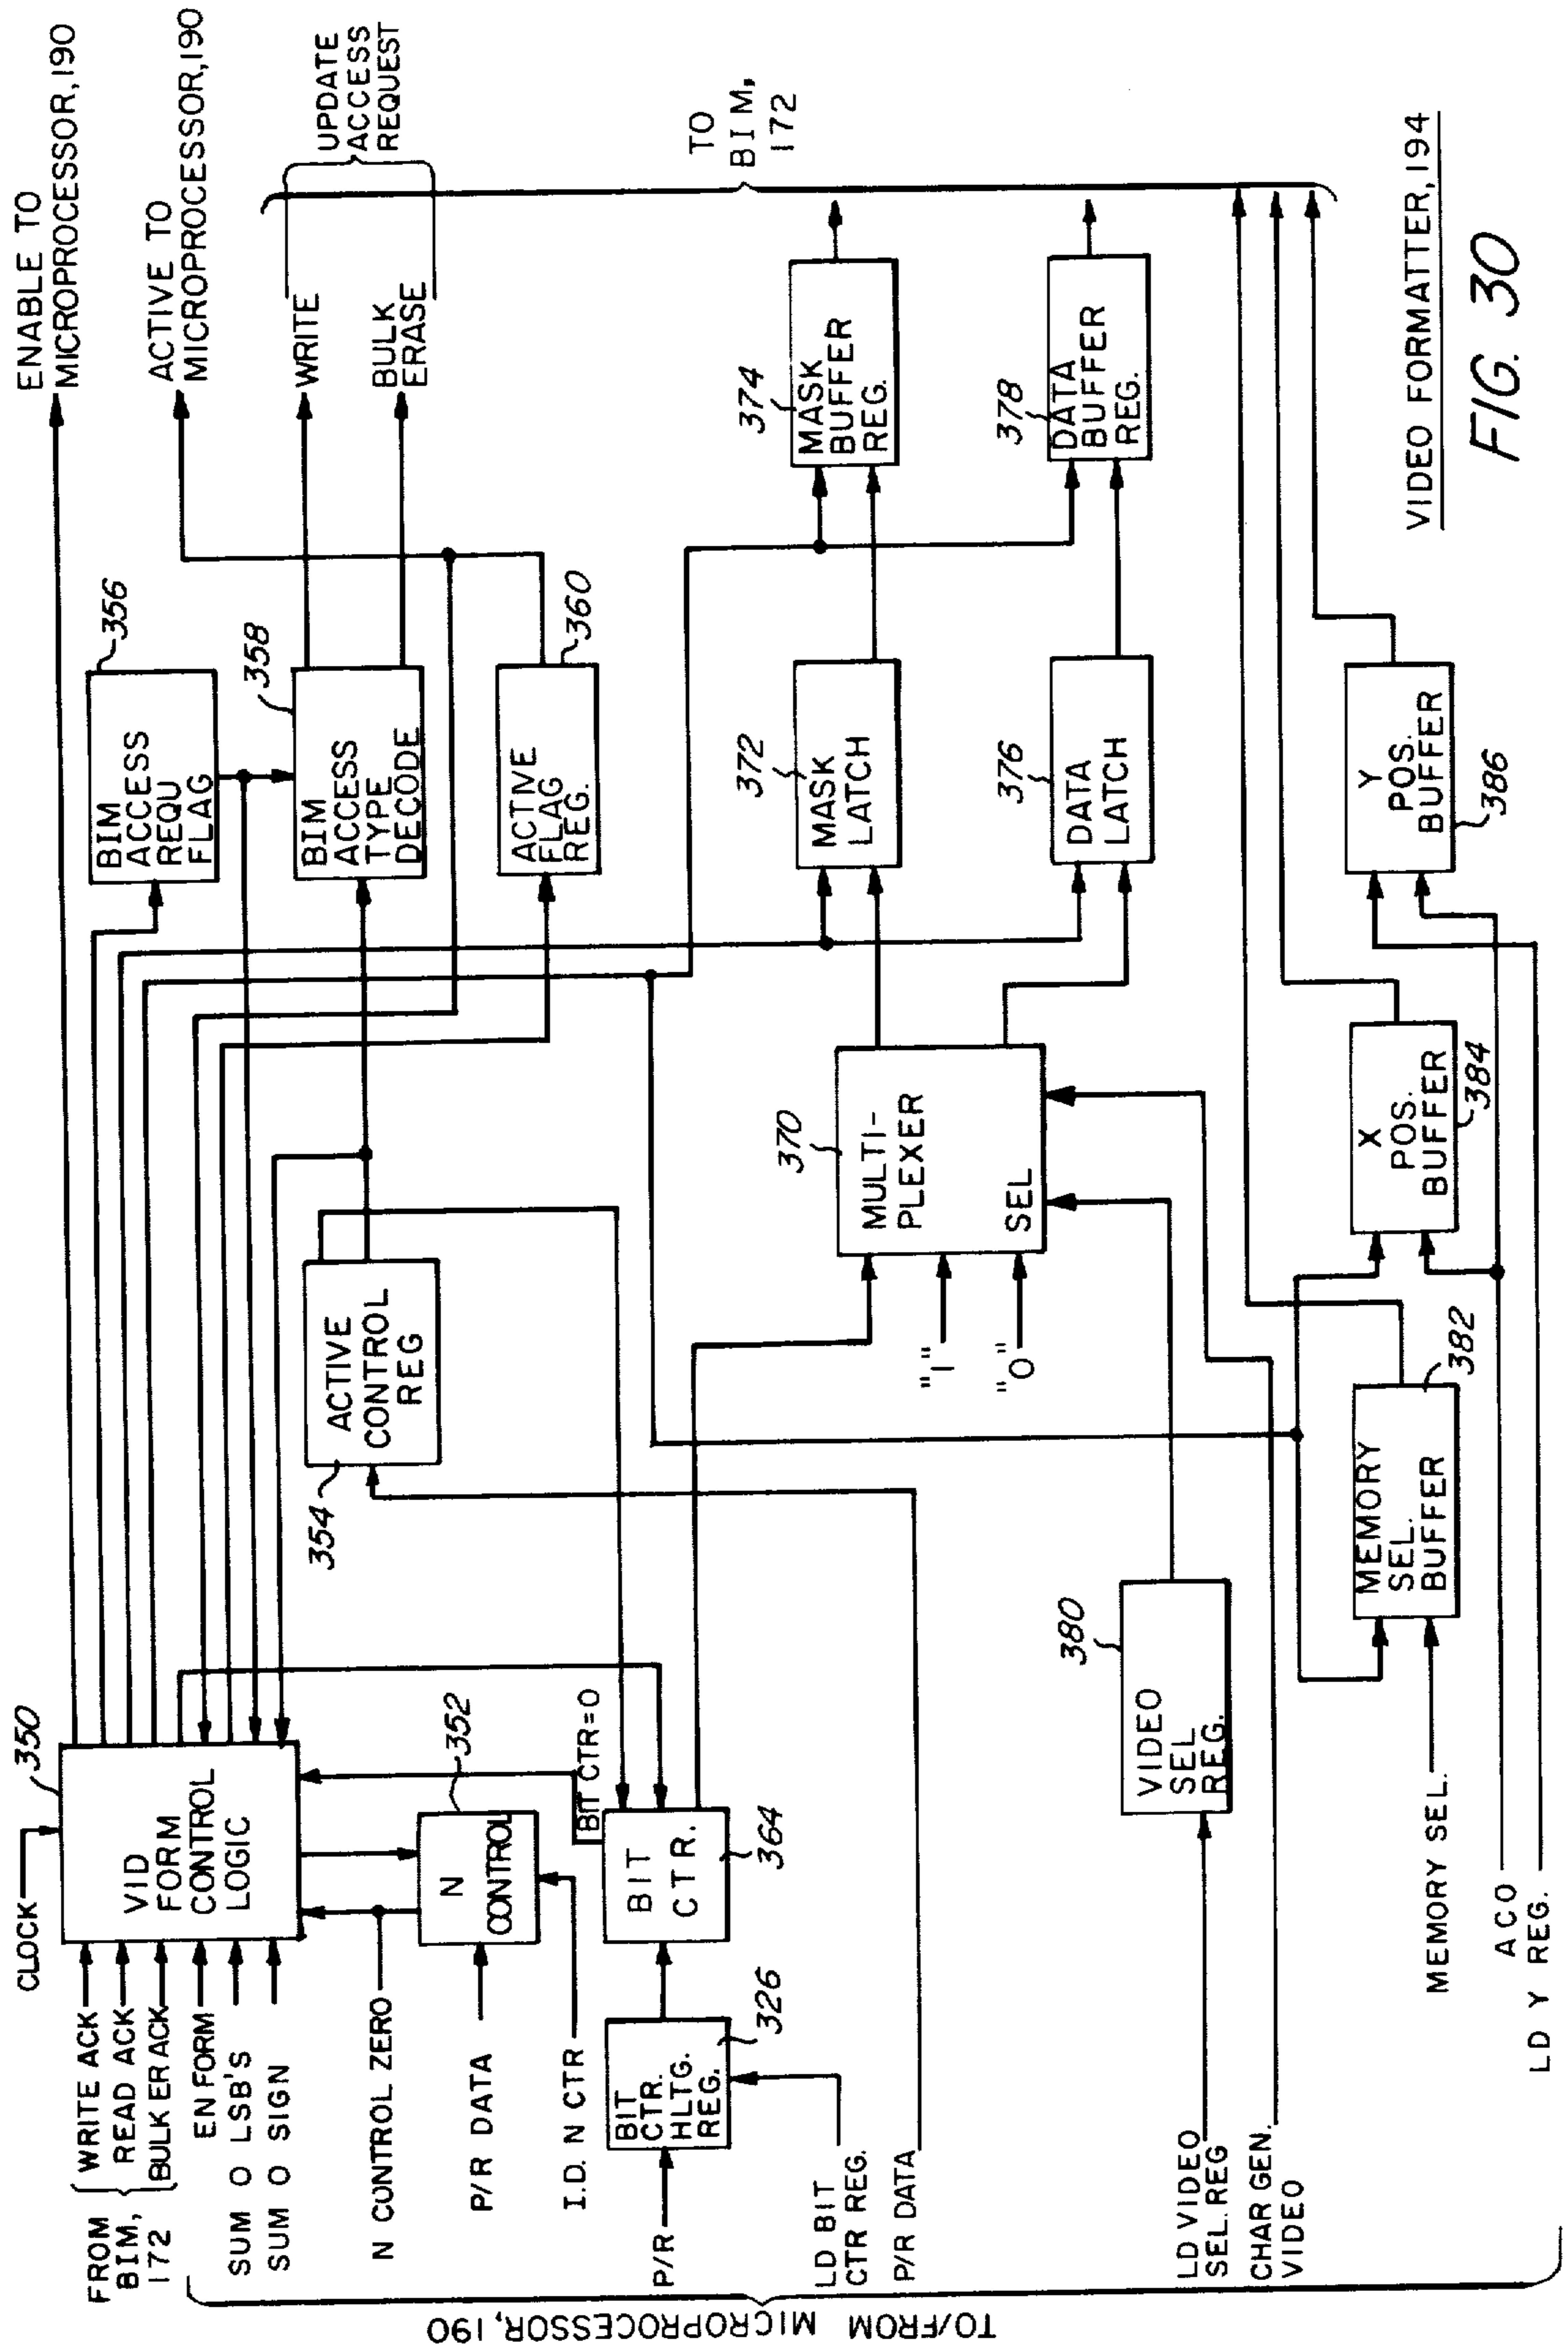 ENABLE TO
MICROPROCESSOR,190
ACTIVE TO
MICROPROCESSOR,190
UPDATE
ACCESS
REQUEST
WRITE
BULK
ERASE
TO
BIM,
172
CLOCK
350
VID
FORM
CONTROL
LOGIC
FROM
BIM,
172
WRITE ACK
READ ACK
BULK ER ACK
EN FORM
SUM O LSB'S
SUM O SIGN
N CONTROL ZERO
P/R DATA
I.D. N CTR
352
N
CONTROL
BIT CTR=0
BIT
CTR.
364
BIT
CTR.
HLTG.
REG.
326
P/R
LD BIT
CTR REG.
P/R DATA
354
ACTIVE
CONTROL
REG
356
BIM
ACCESS
REQU
FLAG
358
BIM
ACCESS
TYPE
DECODE
360
ACTIVE
FLAG
REG.
370
MULTI-
PLEXER
SEL
"1"
"0"
372
MASK
LATCH
374
MASK
BUFFER
REG.
376
DATA
LATCH
378
DATA
BUFFER
REG.
380
VIDEO
SEL
REG.
LD VIDEO
SEL. REG
CHAR GEN.
VIDEO
MEMORY
SEL.
BUFFER
382
MEMORY SEL.
X
POS.
BUFFER
384
Y
POS.
BUFFER
386
ACO
LD Y REG.
TO/FROM MICROPROCESSOR,190
VIDEO FORMATTER,194
FIG. 30